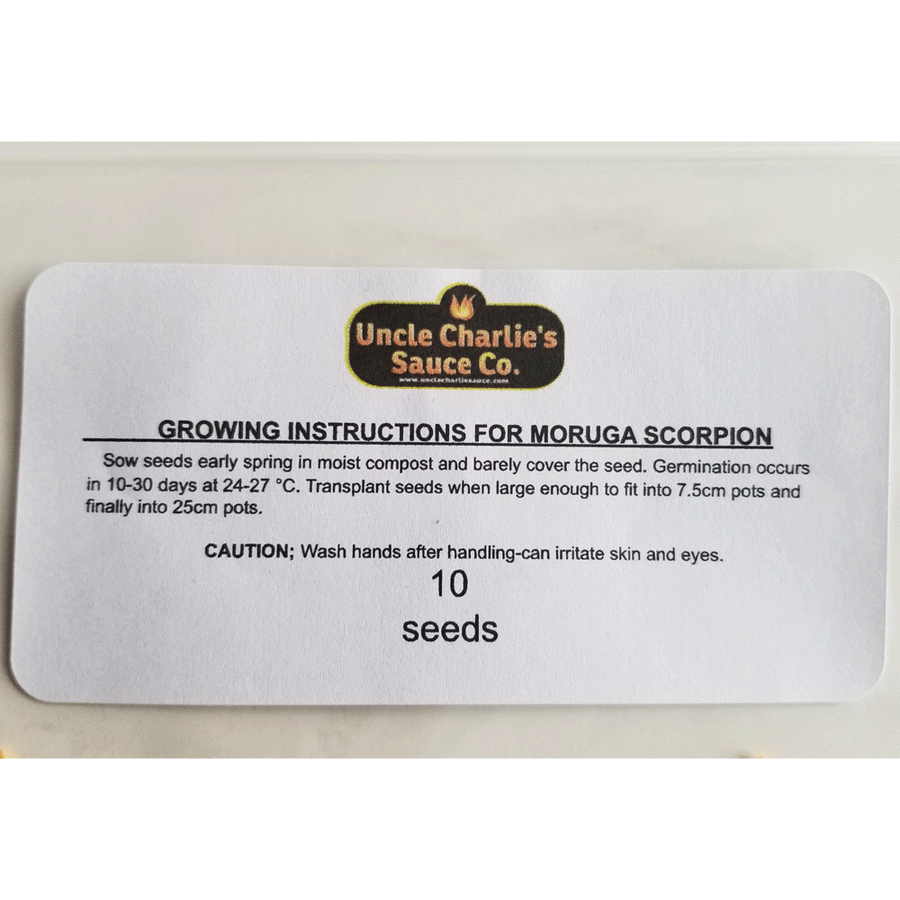 Uncle Charlie's
Sauce Co.
www.unclecharliesauce.com
GROWING INSTRUCTIONS FOR MORUGA SCORPION
Sow seeds early spring in moist compost and barely cover the seed. Germination occurs
in 10-30 days at 24-27 °C. Transplant seeds when large enough to fit into 7.5cm pots and
finally into 25cm pots.
CAUTION; Wash hands after handling-can irritate skin and eyes.
10
seeds